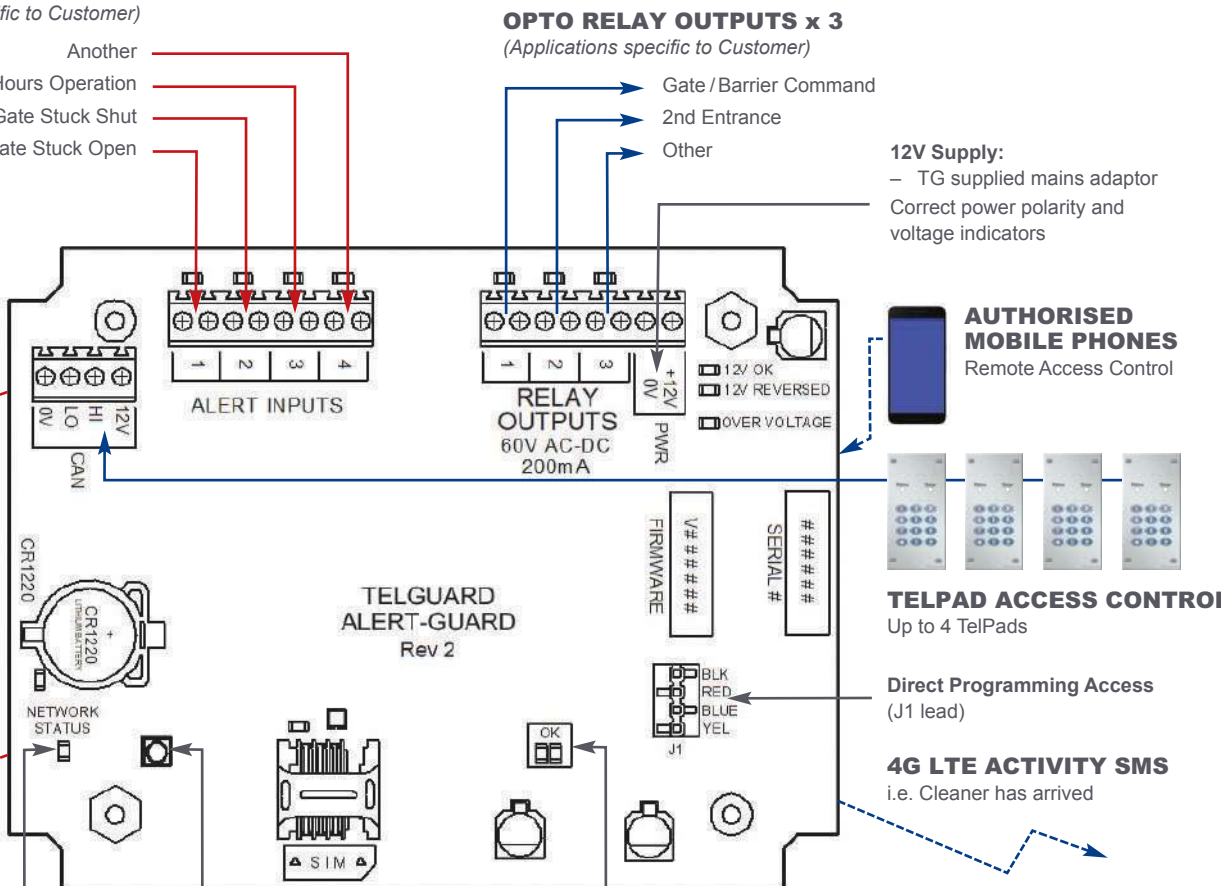 fic to Customer)
Another
Hours Operation
Gate Stuck Shut
ate Stuck Open
OPTO RELAY OUTPUTS x 3
(Applications specific to Customer)
Gate / Barrier Command
2nd Entrance
Other
12V Supply:
– TG supplied mains adaptor
Correct power polarity and
voltage indicators
AUTHORISED
MOBILE PHONES
Remote Access Control
1
2
3
4
ALERT INPUTS
1
2
3
RELAY
OUTPUTS
60V AC-DC
200mA
+12V
0V
PWR
12V OK
12V REVERSED
OVER VOLTAGE
0V
LO
HI
12V
CAN
CR1220
CR1220
LITHIUM BATTERY
+
TELGUARD
ALERT-GUARD
Rev 2
FIRMWARE
V######
SERIAL #
######
TELPAD ACCESS CONTROL
Up to 4 TelPads
BLK
RED
BLUE
YEL
J1
Direct Programming Access
(J1 lead)
NETWORK
STATUS
OK
SIM
4G LTE ACTIVITY SMS
i.e. Cleaner has arrived